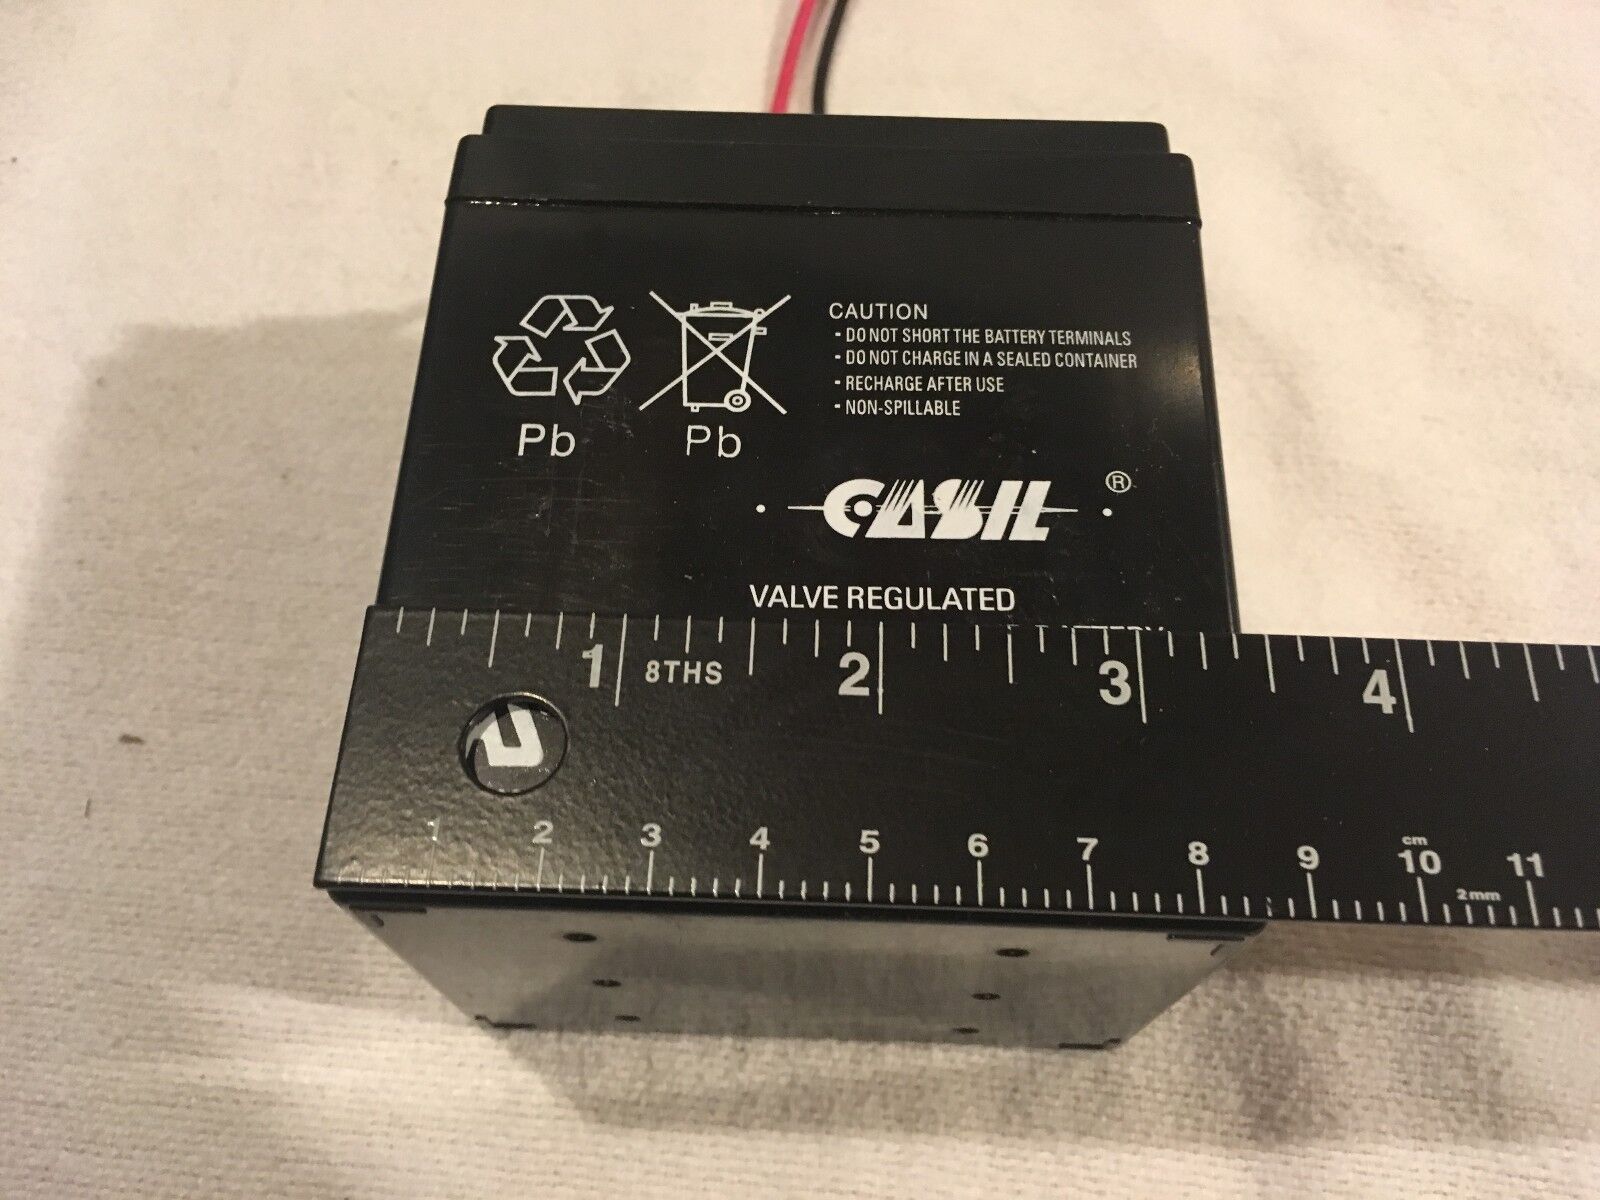 CAUTION
- DO NOT SHORT THE BATTERY TERMINALS
- DO NOT CHARGE IN A SEALED CONTAINER
- RECHARGE AFTER USE
- NON-SPILLABLE
Pb Pb
CASIL ®
VALVE REGULATED
1 8THS 2 3 4
1 2 3 4 5 6 7 8 9 10 11
cm
2mm